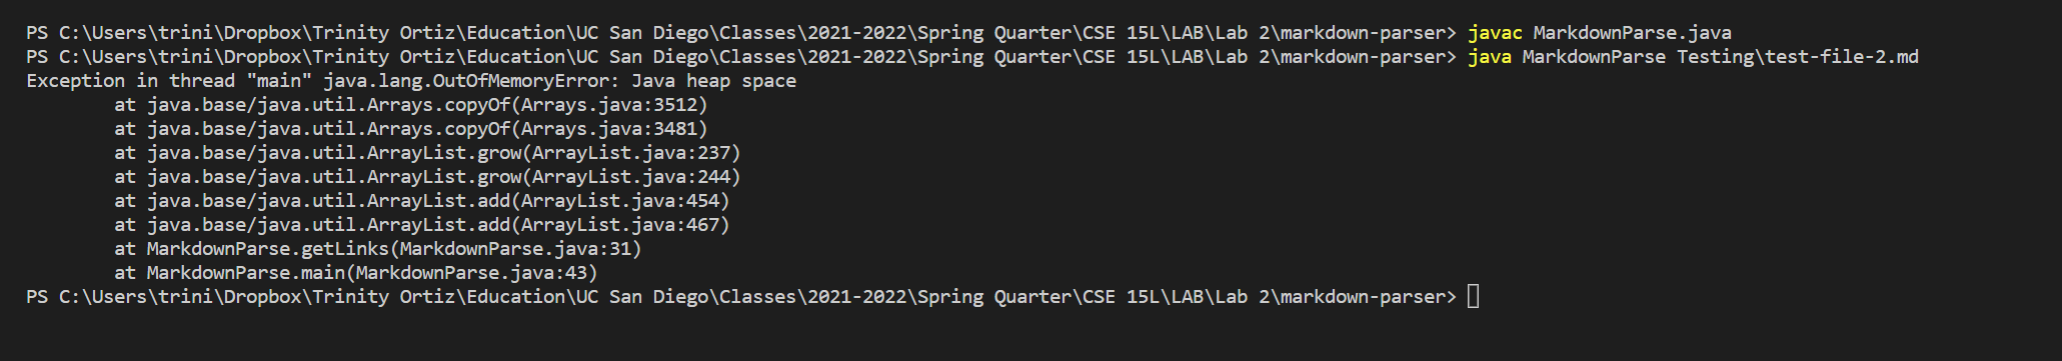 PS C:\Users\trini\Dropbox\Trinity Ortiz\Education\UC San Diego\Classes\2021-2022\Spring Quarter\CSE 15L\LAB\Lab 2\markdown-parser> javac MarkdownParse.java
PS C:\Users\trini\Dropbox\Trinity Ortiz\Education\UC San Diego\Classes\2021-2022\Spring Quarter\CSE 15L\LAB\Lab 2\markdown-parser> java MarkdownParse Testing\test-file-2.md
Exception in thread "main" java.lang.OutOfMemoryError: Java heap space
        at java.base/java.util.Arrays.copyOf(Arrays.java:3512)
        at java.base/java.util.Arrays.copyOf(Arrays.java:3481)
        at java.base/java.util.ArrayList.grow(ArrayList.java:237)
        at java.base/java.util.ArrayList.grow(ArrayList.java:244)
        at java.base/java.util.ArrayList.add(ArrayList.java:454)
        at java.base/java.util.ArrayList.add(ArrayList.java:467)
        at MarkdownParse.getLinks(MarkdownParse.java:31)
        at MarkdownParse.main(MarkdownParse.java:43)
PS C:\Users\trini\Dropbox\Trinity Ortiz\Education\UC San Diego\Classes\2021-2022\Spring Quarter\CSE 15L\LAB\Lab 2\markdown-parser>